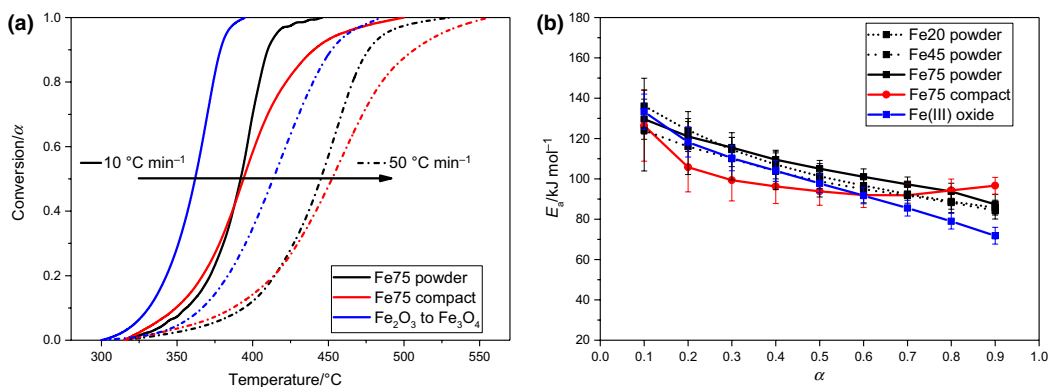 (a)
1.0
0.8
0.6
0.4
0.2
0.0
Conversion/α
10 °C min⁻¹
50 °C min⁻¹
Fe75 powder
Fe75 compact
Fe₂O₃ to Fe₃O₄
300 350 400 450 500 550
Temperature/°C
(b)
180
160
140
120
100
80
60
40
20
Eₐ/kJ mol⁻¹
Fe20 powder
Fe45 powder
Fe75 powder
Fe75 compact
Fe(III) oxide
0.0 0.1 0.2 0.3 0.4 0.5 0.6 0.7 0.8 0.9 1.0
α